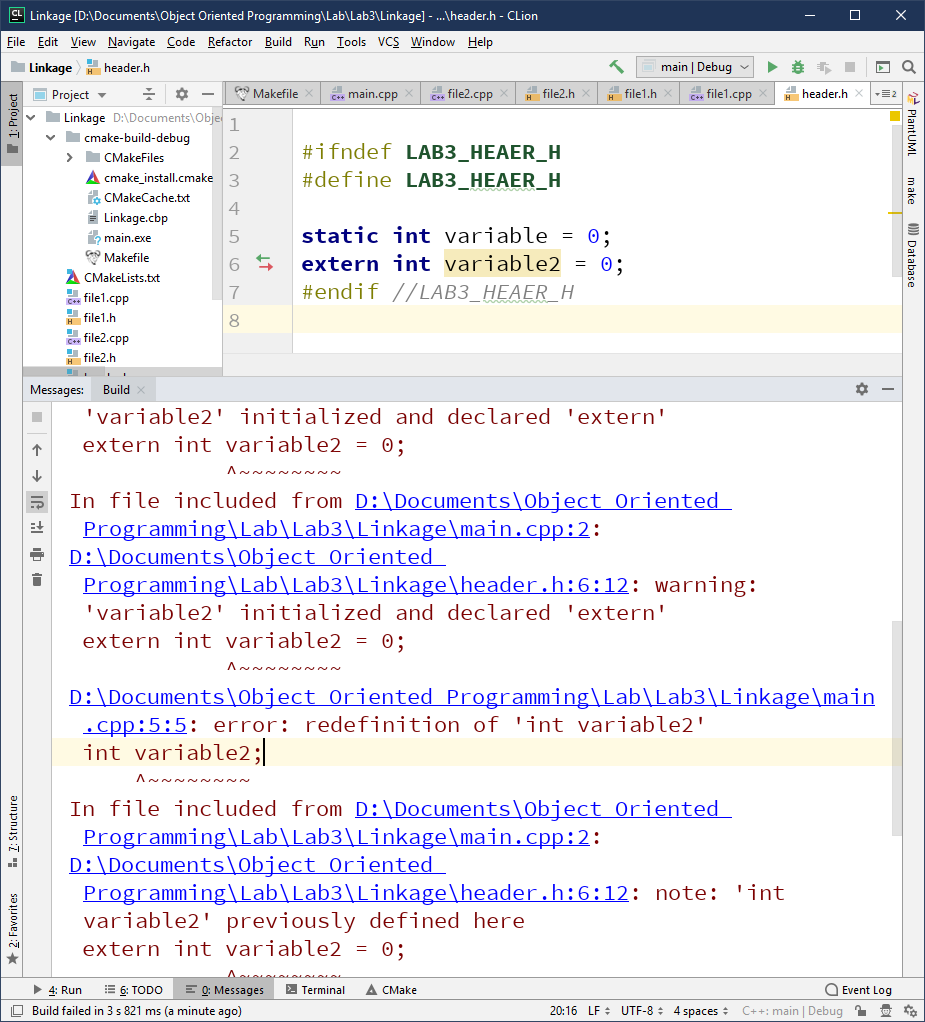 Linkage [D:\Documents\Object Oriented Programming\Lab\Lab3\Linkage] - ...\header.h - CLion
File Edit View Navigate Code Refactor Build Run Tools VCS Window Help
Linkage header.h main | Debug
1: Project
Project
Makefile main.cpp file2.cpp file2.h file1.h file1.cpp header.h
Linkage D:\Documents\Obje
cmake-build-debug
CMakeFiles
cmake_install.cmake
CMakeCache.txt
Linkage.cbp
main.exe
Makefile
CMakeLists.txt
file1.cpp
file1.h
file2.cpp
file2.h
1
2 #ifndef LAB3_HEAER_H
3 #define LAB3_HEAER_H
4
5 static int variable = 0;
6 extern int variable2 = 0;
7 #endif //LAB3_HEAER_H
8
PlantUML
make
Database
Messages: Build
'variable2' initialized and declared 'extern'
extern int variable2 = 0;
^~~~~~~~~
In file included from D:\Documents\Object Oriented
Programming\Lab\Lab3\Linkage\main.cpp:2:
D:\Documents\Object Oriented
Programming\Lab\Lab3\Linkage\header.h:6:12: warning:
'variable2' initialized and declared 'extern'
extern int variable2 = 0;
^~~~~~~~~
D:\Documents\Object Oriented Programming\Lab\Lab3\Linkage\main
.cpp:5:5: error: redefinition of 'int variable2'
int variable2;
^~~~~~~~~
In file included from D:\Documents\Object Oriented
Programming\Lab\Lab3\Linkage\main.cpp:2:
D:\Documents\Object Oriented
Programming\Lab\Lab3\Linkage\header.h:6:12: note: 'int
variable2' previously defined here
extern int variable2 = 0;
^~~~~~~~~
7: Structure
2: Favorites
4: Run 6: TODO 0: Messages Terminal CMake Event Log
Build failed in 3 s 821 ms (a minute ago) 20:16 LF UTF-8 4 spaces C++: main | Debug